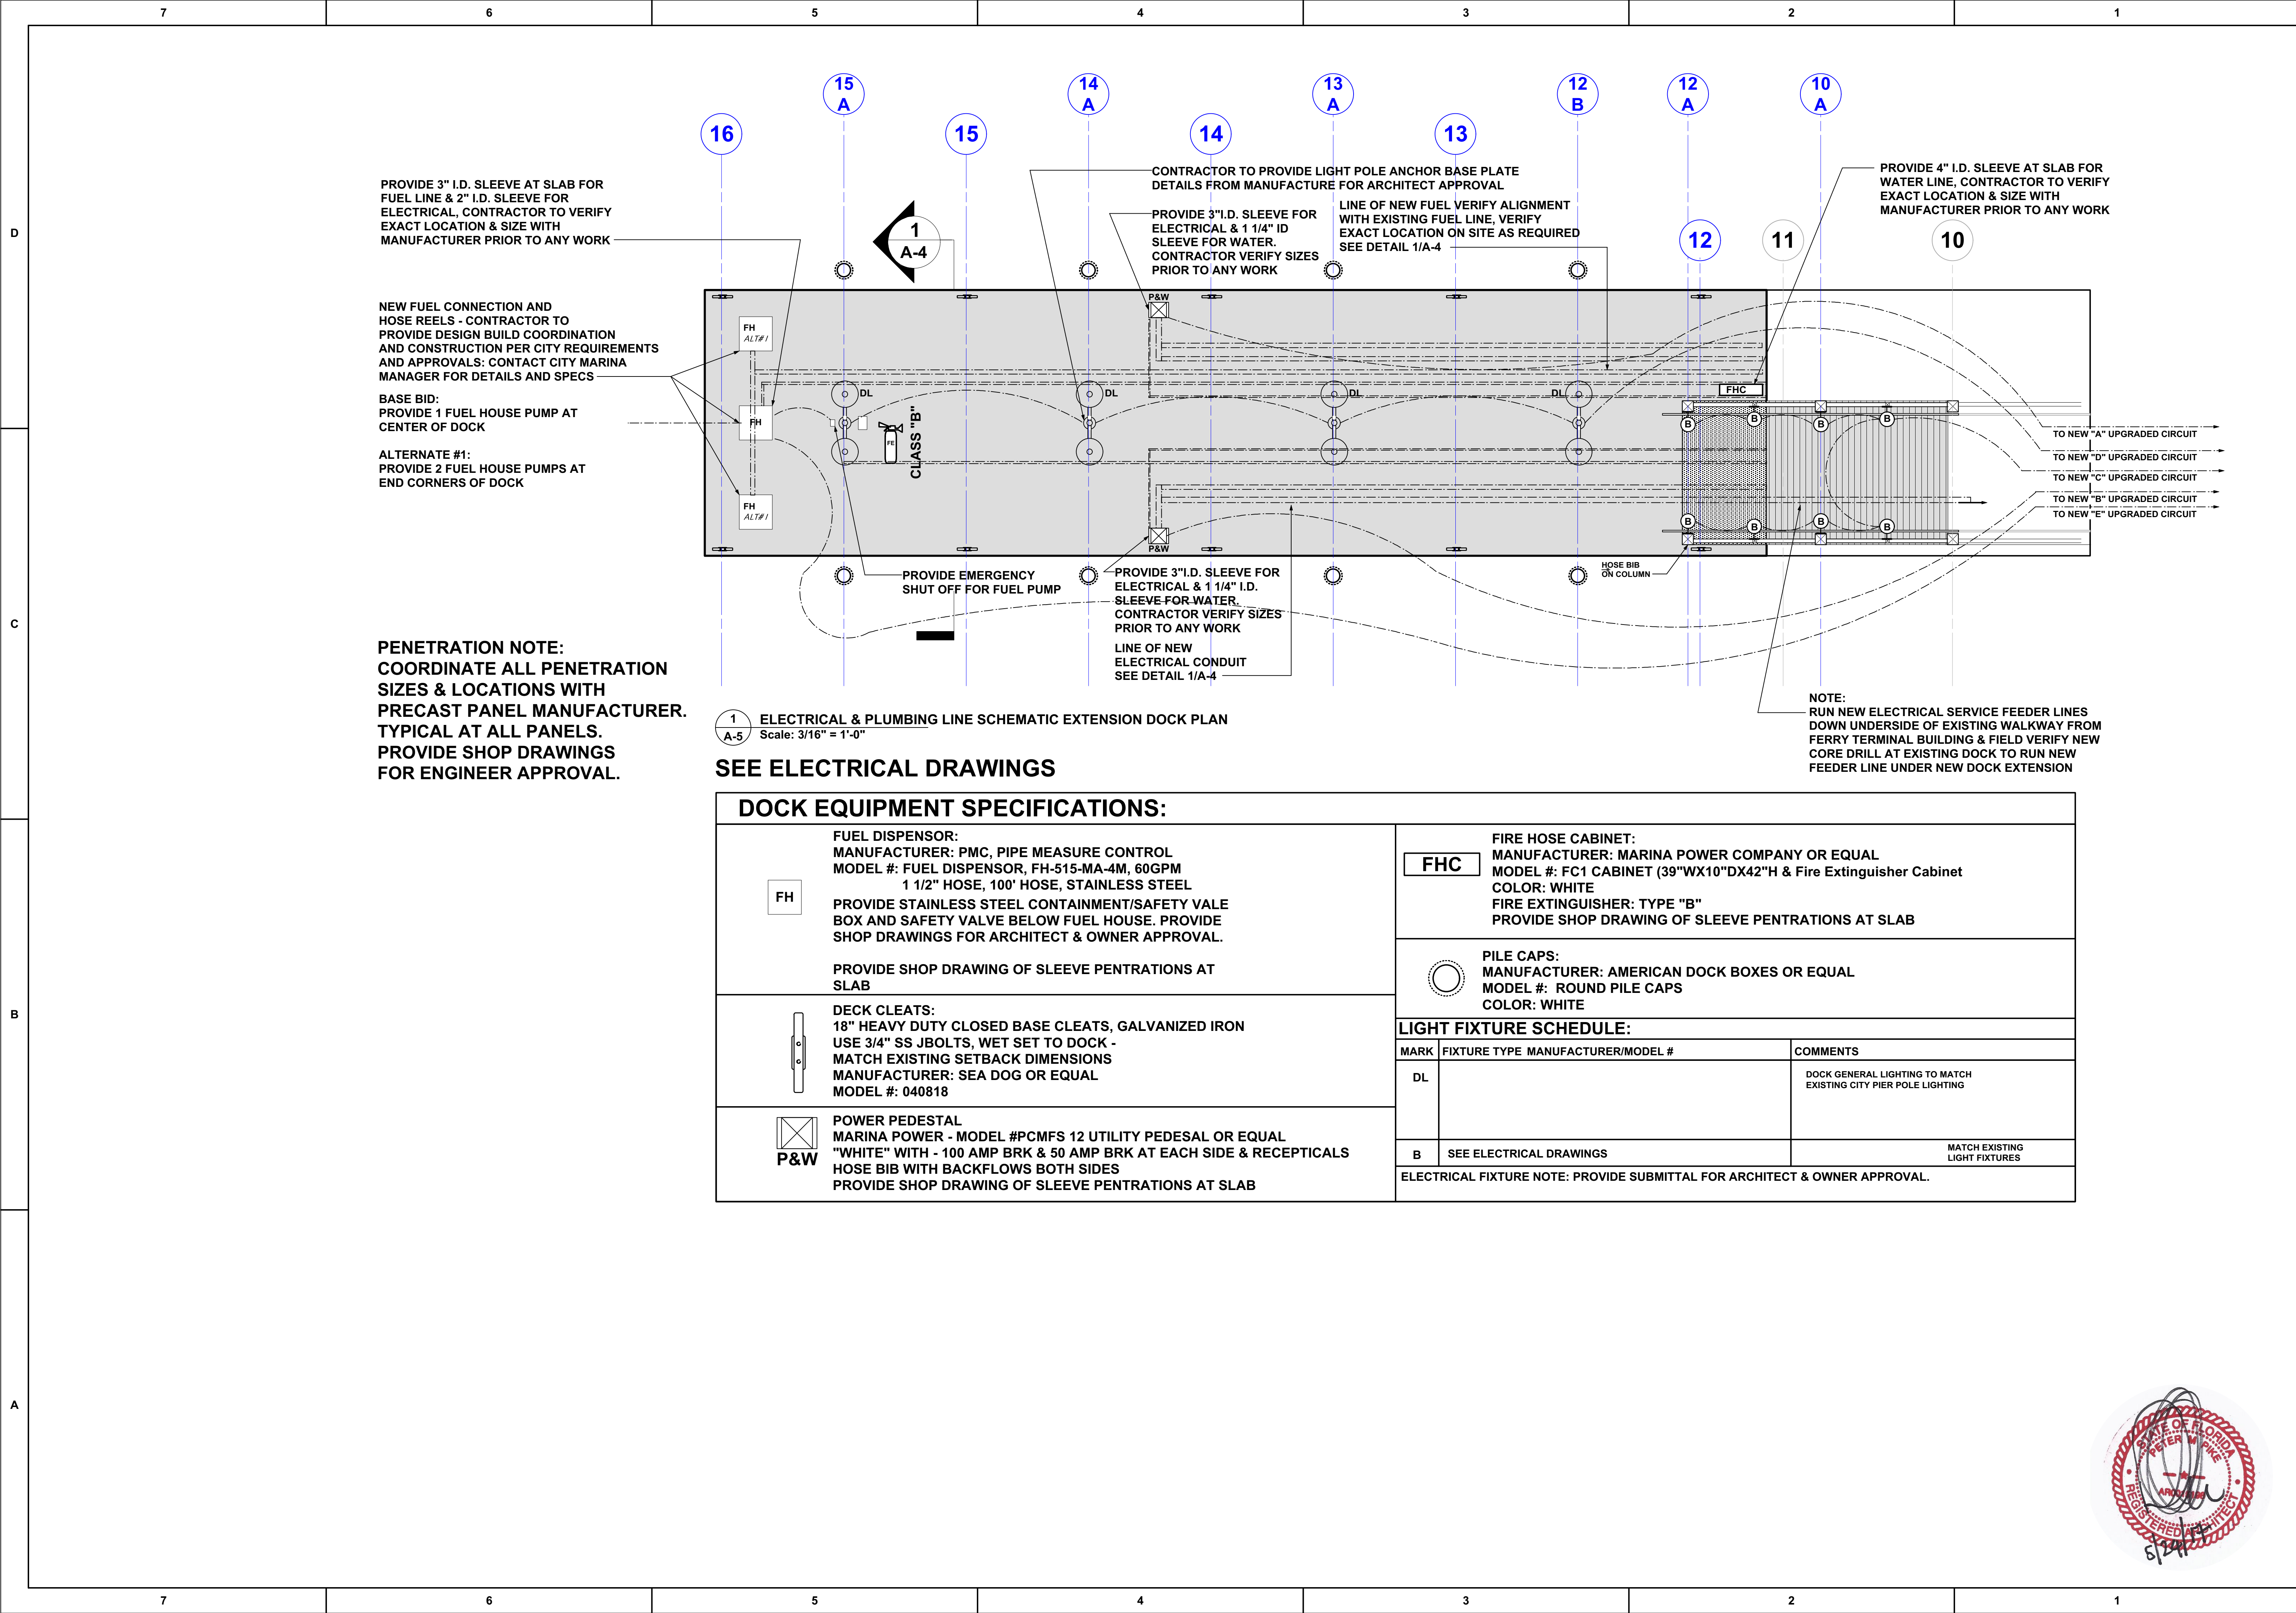 7 6 5 4 3 2 1
D
C
B
A
15
A
14
A
13
A
12
B
12
A
10
A
16
15
14
13
12
11
10
PROVIDE 3" I.D. SLEEVE AT SLAB FOR
FUEL LINE & 2" I.D. SLEEVE FOR
ELECTRICAL, CONTRACTOR TO VERIFY
EXACT LOCATION & SIZE WITH
MANUFACTURER PRIOR TO ANY WORK
1
A-4
CONTRACTOR TO PROVIDE LIGHT POLE ANCHOR BASE PLATE
DETAILS FROM MANUFACTURE FOR ARCHITECT APPROVAL
PROVIDE 3"I.D. SLEEVE FOR
ELECTRICAL & 1 1/4" ID
SLEEVE FOR WATER.
CONTRACTOR VERIFY SIZES
PRIOR TO ANY WORK
LINE OF NEW FUEL VERIFY ALIGNMENT
WITH EXISTING FUEL LINE, VERIFY
EXACT LOCATION ON SITE AS REQUIRED
SEE DETAIL 1/A-4
PROVIDE 4" I.D. SLEEVE AT SLAB FOR
WATER LINE, CONTRACTOR TO VERIFY
EXACT LOCATION & SIZE WITH
MANUFACTURER PRIOR TO ANY WORK
NEW FUEL CONNECTION AND
HOSE REELS - CONTRACTOR TO
PROVIDE DESIGN BUILD COORDINATION
AND CONSTRUCTION PER CITY REQUIREMENTS
AND APPROVALS: CONTACT CITY MARINA
MANAGER FOR DETAILS AND SPECS
BASE BID:
PROVIDE 1 FUEL HOUSE PUMP AT
CENTER OF DOCK
ALTERNATE #1:
PROVIDE 2 FUEL HOUSE PUMPS AT
END CORNERS OF DOCK
FH
ALT#1
FH
FH
ALT#1
P&W
P&W
DL
DL
DL
DL
FE
CLASS "B"
FHC
B
B
B
B
B
B
B
B
TO NEW "A" UPGRADED CIRCUIT
TO NEW "D" UPGRADED CIRCUIT
TO NEW "C" UPGRADED CIRCUIT
TO NEW "B" UPGRADED CIRCUIT
TO NEW "E" UPGRADED CIRCUIT
PROVIDE EMERGENCY
SHUT OFF FOR FUEL PUMP
PROVIDE 3"I.D. SLEEVE FOR
ELECTRICAL & 1 1/4" I.D.
SLEEVE FOR WATER.
CONTRACTOR VERIFY SIZES
PRIOR TO ANY WORK
LINE OF NEW
ELECTRICAL CONDUIT
SEE DETAIL 1/A-4
HOSE BIB
ON COLUMN
NOTE:
RUN NEW ELECTRICAL SERVICE FEEDER LINES
DOWN UNDERSIDE OF EXISTING WALKWAY FROM
FERRY TERMINAL BUILDING & FIELD VERIFY NEW
CORE DRILL AT EXISTING DOCK TO RUN NEW
FEEDER LINE UNDER NEW DOCK EXTENSION
PENETRATION NOTE:
COORDINATE ALL PENETRATION
SIZES & LOCATIONS WITH
PRECAST PANEL MANUFACTURER.
TYPICAL AT ALL PANELS.
PROVIDE SHOP DRAWINGS
FOR ENGINEER APPROVAL.
1
A-5
ELECTRICAL & PLUMBING LINE SCHEMATIC EXTENSION DOCK PLAN
Scale: 3/16" = 1'-0"
SEE ELECTRICAL DRAWINGS
DOCK EQUIPMENT SPECIFICATIONS:
FH
FUEL DISPENSOR:
MANUFACTURER: PMC, PIPE MEASURE CONTROL
MODEL #: FUEL DISPENSOR, FH-515-MA-4M, 60GPM
1 1/2" HOSE, 100' HOSE, STAINLESS STEEL
PROVIDE STAINLESS STEEL CONTAINMENT/SAFETY VALE
BOX AND SAFETY VALVE BELOW FUEL HOUSE. PROVIDE
SHOP DRAWINGS FOR ARCHITECT & OWNER APPROVAL.
PROVIDE SHOP DRAWING OF SLEEVE PENTRATIONS AT
SLAB
DECK CLEATS:
18" HEAVY DUTY CLOSED BASE CLEATS, GALVANIZED IRON
USE 3/4" SS JBOLTS, WET SET TO DOCK -
MATCH EXISTING SETBACK DIMENSIONS
MANUFACTURER: SEA DOG OR EQUAL
MODEL #: 040818
P&W
POWER PEDESTAL
MARINA POWER - MODEL #PCMFS 12 UTILITY PEDESAL OR EQUAL
"WHITE" WITH - 100 AMP BRK & 50 AMP BRK AT EACH SIDE & RECEPTICALS
HOSE BIB WITH BACKFLOWS BOTH SIDES
PROVIDE SHOP DRAWING OF SLEEVE PENTRATIONS AT SLAB
FHC
FIRE HOSE CABINET:
MANUFACTURER: MARINA POWER COMPANY OR EQUAL
MODEL #: FC1 CABINET (39"WX10"DX42"H & Fire Extinguisher Cabinet
COLOR: WHITE
FIRE EXTINGUISHER: TYPE "B"
PROVIDE SHOP DRAWING OF SLEEVE PENTRATIONS AT SLAB
PILE CAPS:
MANUFACTURER: AMERICAN DOCK BOXES OR EQUAL
MODEL #: ROUND PILE CAPS
COLOR: WHITE
LIGHT FIXTURE SCHEDULE:
MARK FIXTURE TYPE MANUFACTURER/MODEL # COMMENTS
DL
DOCK GENERAL LIGHTING TO MATCH
EXISTING CITY PIER POLE LIGHTING
B SEE ELECTRICAL DRAWINGS
MATCH EXISTING
LIGHT FIXTURES
ELECTRICAL FIXTURE NOTE: PROVIDE SUBMITTAL FOR ARCHITECT & OWNER APPROVAL.
STATE OF FLORIDA
PETER M PIKE
REGISTERED ARCHITECT
7 6 5 4 3 2 1